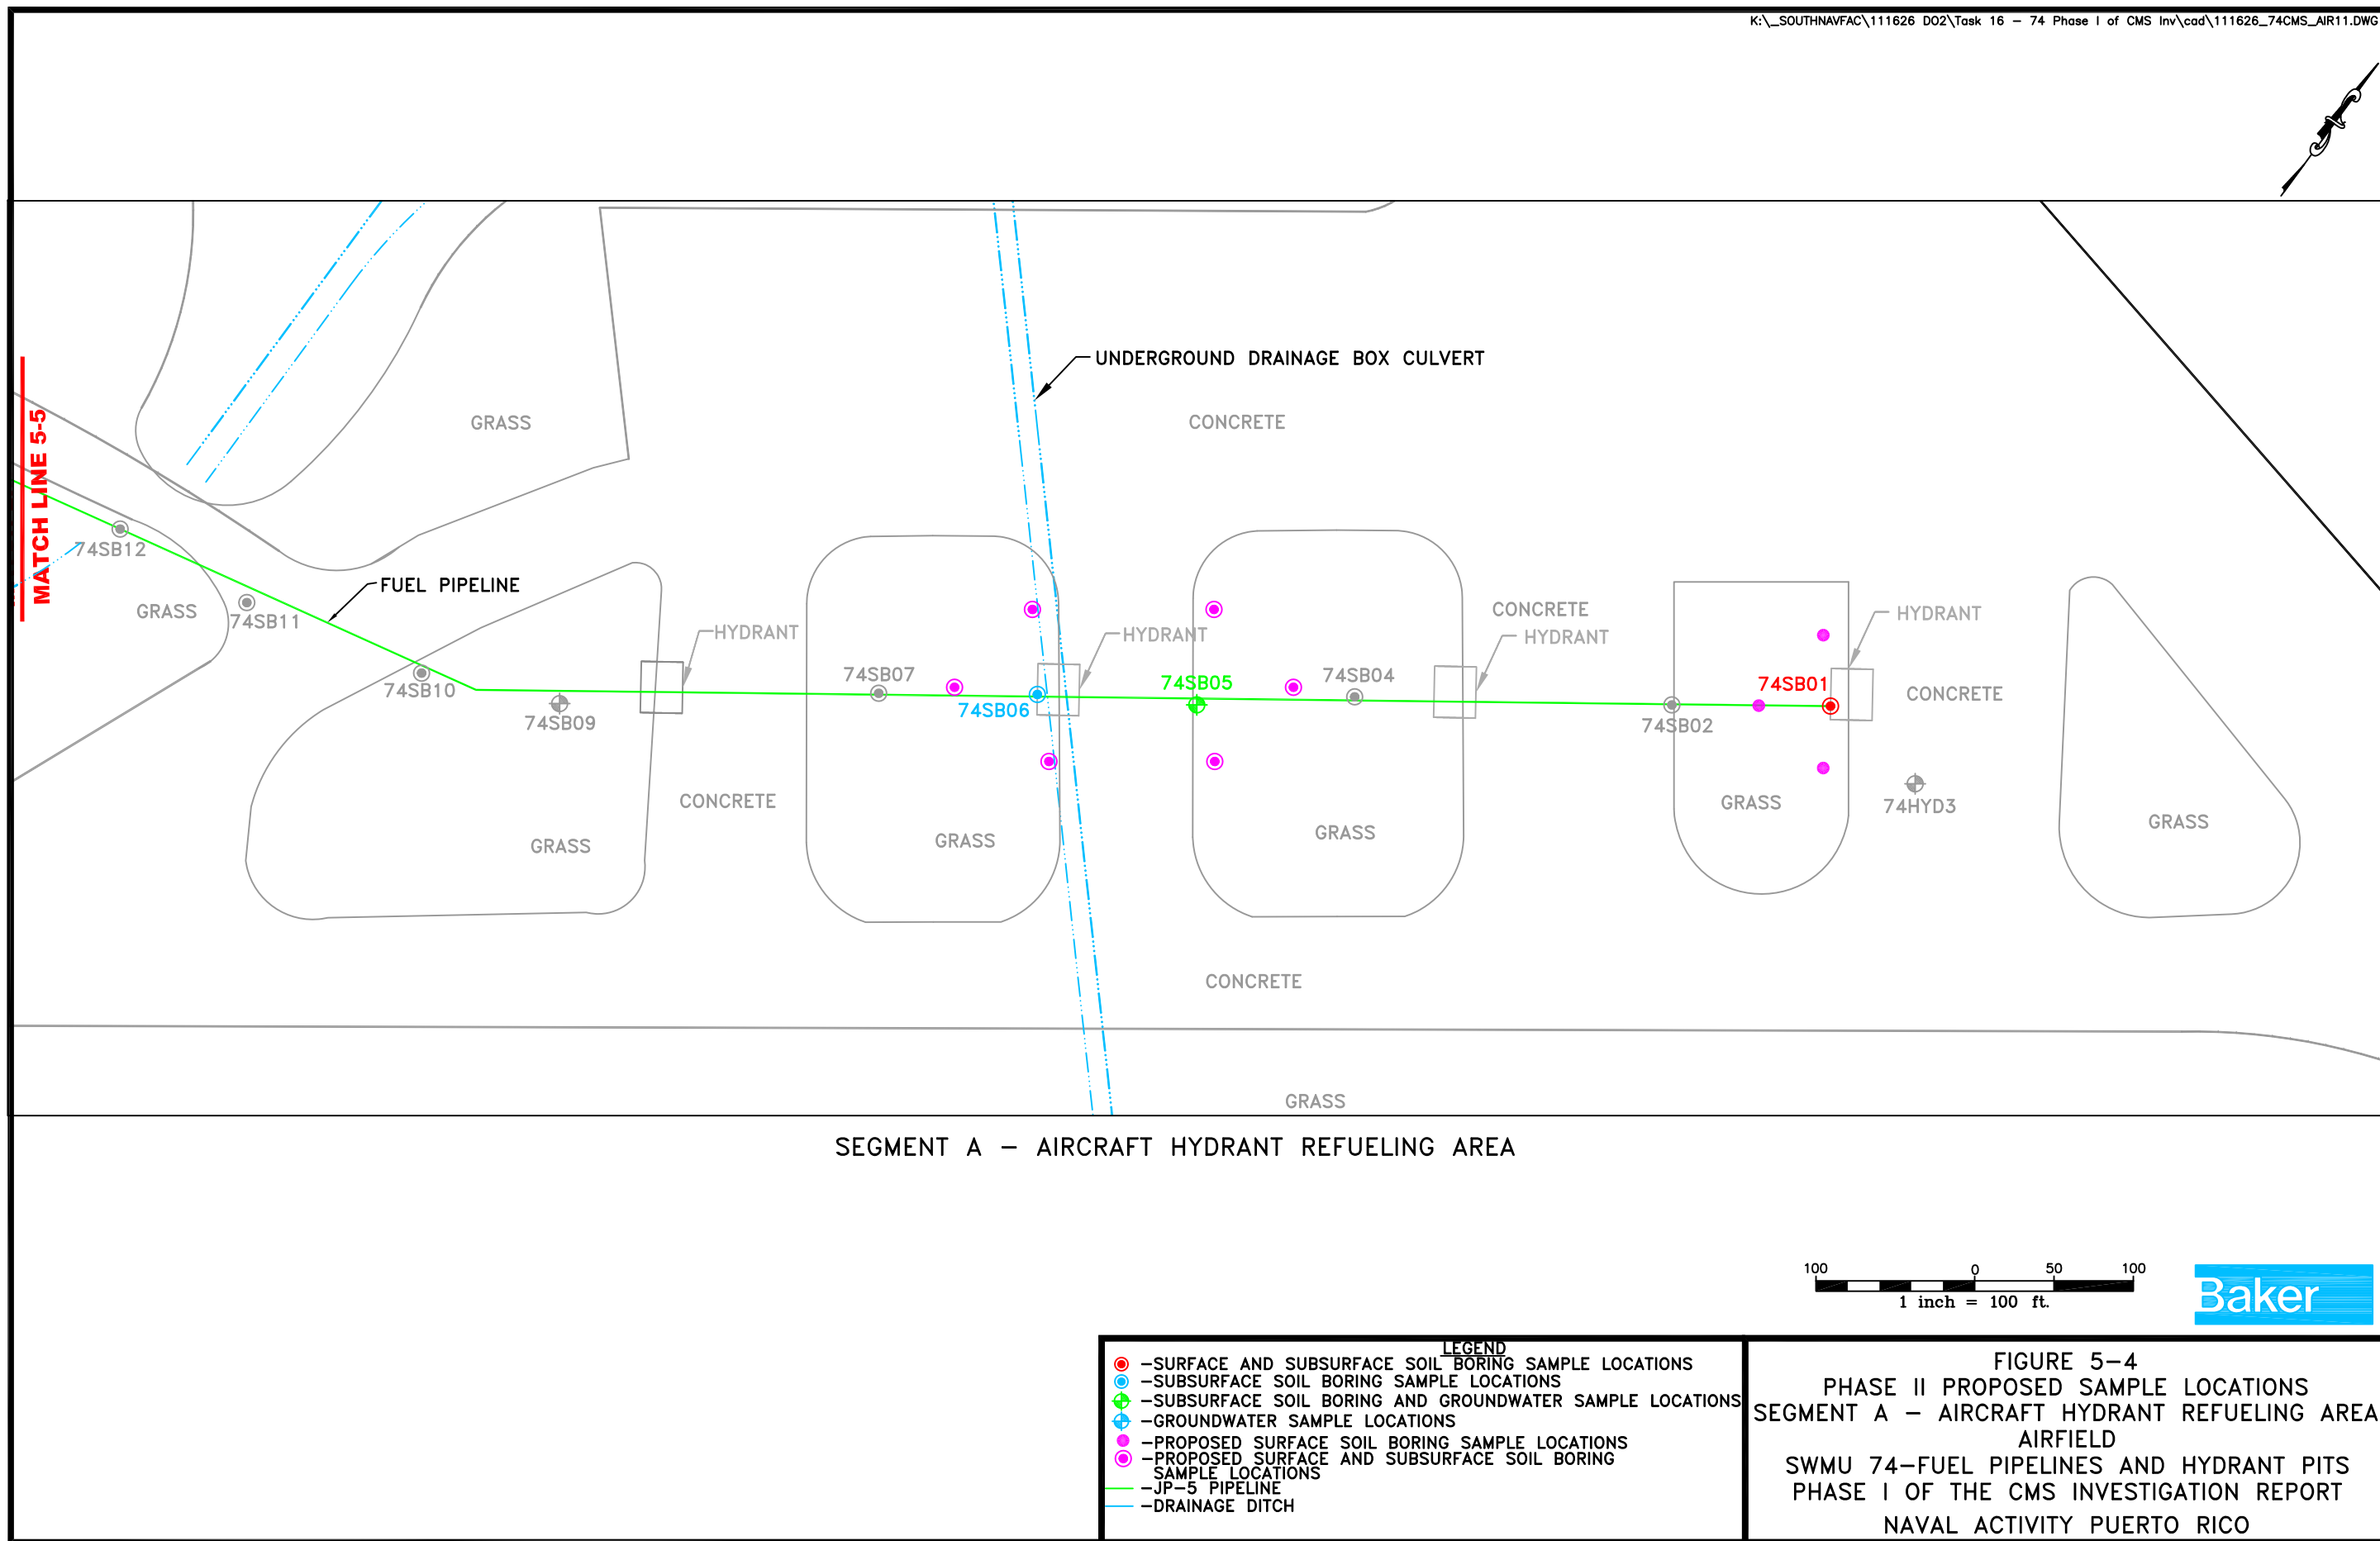 K:\_SOUTHNAVFAC\111626 DO2\Task 16 – 74 Phase I of CMS Inv\cad\111626_74CMS_AIR11.DWG
UNDERGROUND DRAINAGE BOX CULVERT
GRASS
CONCRETE
MATCH LINE 5-5
74SB12
FUEL PIPELINE
GRASS
74SB11
CONCRETE
HYDRANT
HYDRANT
HYDRANT
HYDRANT
74SB10
74SB09
74SB07
74SB06
74SB05
74SB04
74SB02
74SB01
CONCRETE
CONCRETE
GRASS
74HYD3
GRASS
GRASS
GRASS
GRASS
CONCRETE
GRASS
SEGMENT A – AIRCRAFT HYDRANT REFUELING AREA
100 0 50 100
1 inch = 100 ft.
Baker
LEGEND
–SURFACE AND SUBSURFACE SOIL BORING SAMPLE LOCATIONS
–SUBSURFACE SOIL BORING SAMPLE LOCATIONS
–SUBSURFACE SOIL BORING AND GROUNDWATER SAMPLE LOCATIONS
–GROUNDWATER SAMPLE LOCATIONS
–PROPOSED SURFACE SOIL BORING SAMPLE LOCATIONS
–PROPOSED SURFACE AND SUBSURFACE SOIL BORING
SAMPLE LOCATIONS
–JP–5 PIPELINE
–DRAINAGE DITCH
FIGURE 5–4
PHASE II PROPOSED SAMPLE LOCATIONS
SEGMENT A – AIRCRAFT HYDRANT REFUELING AREA
AIRFIELD
SWMU 74–FUEL PIPELINES AND HYDRANT PITS
PHASE I OF THE CMS INVESTIGATION REPORT
NAVAL ACTIVITY PUERTO RICO